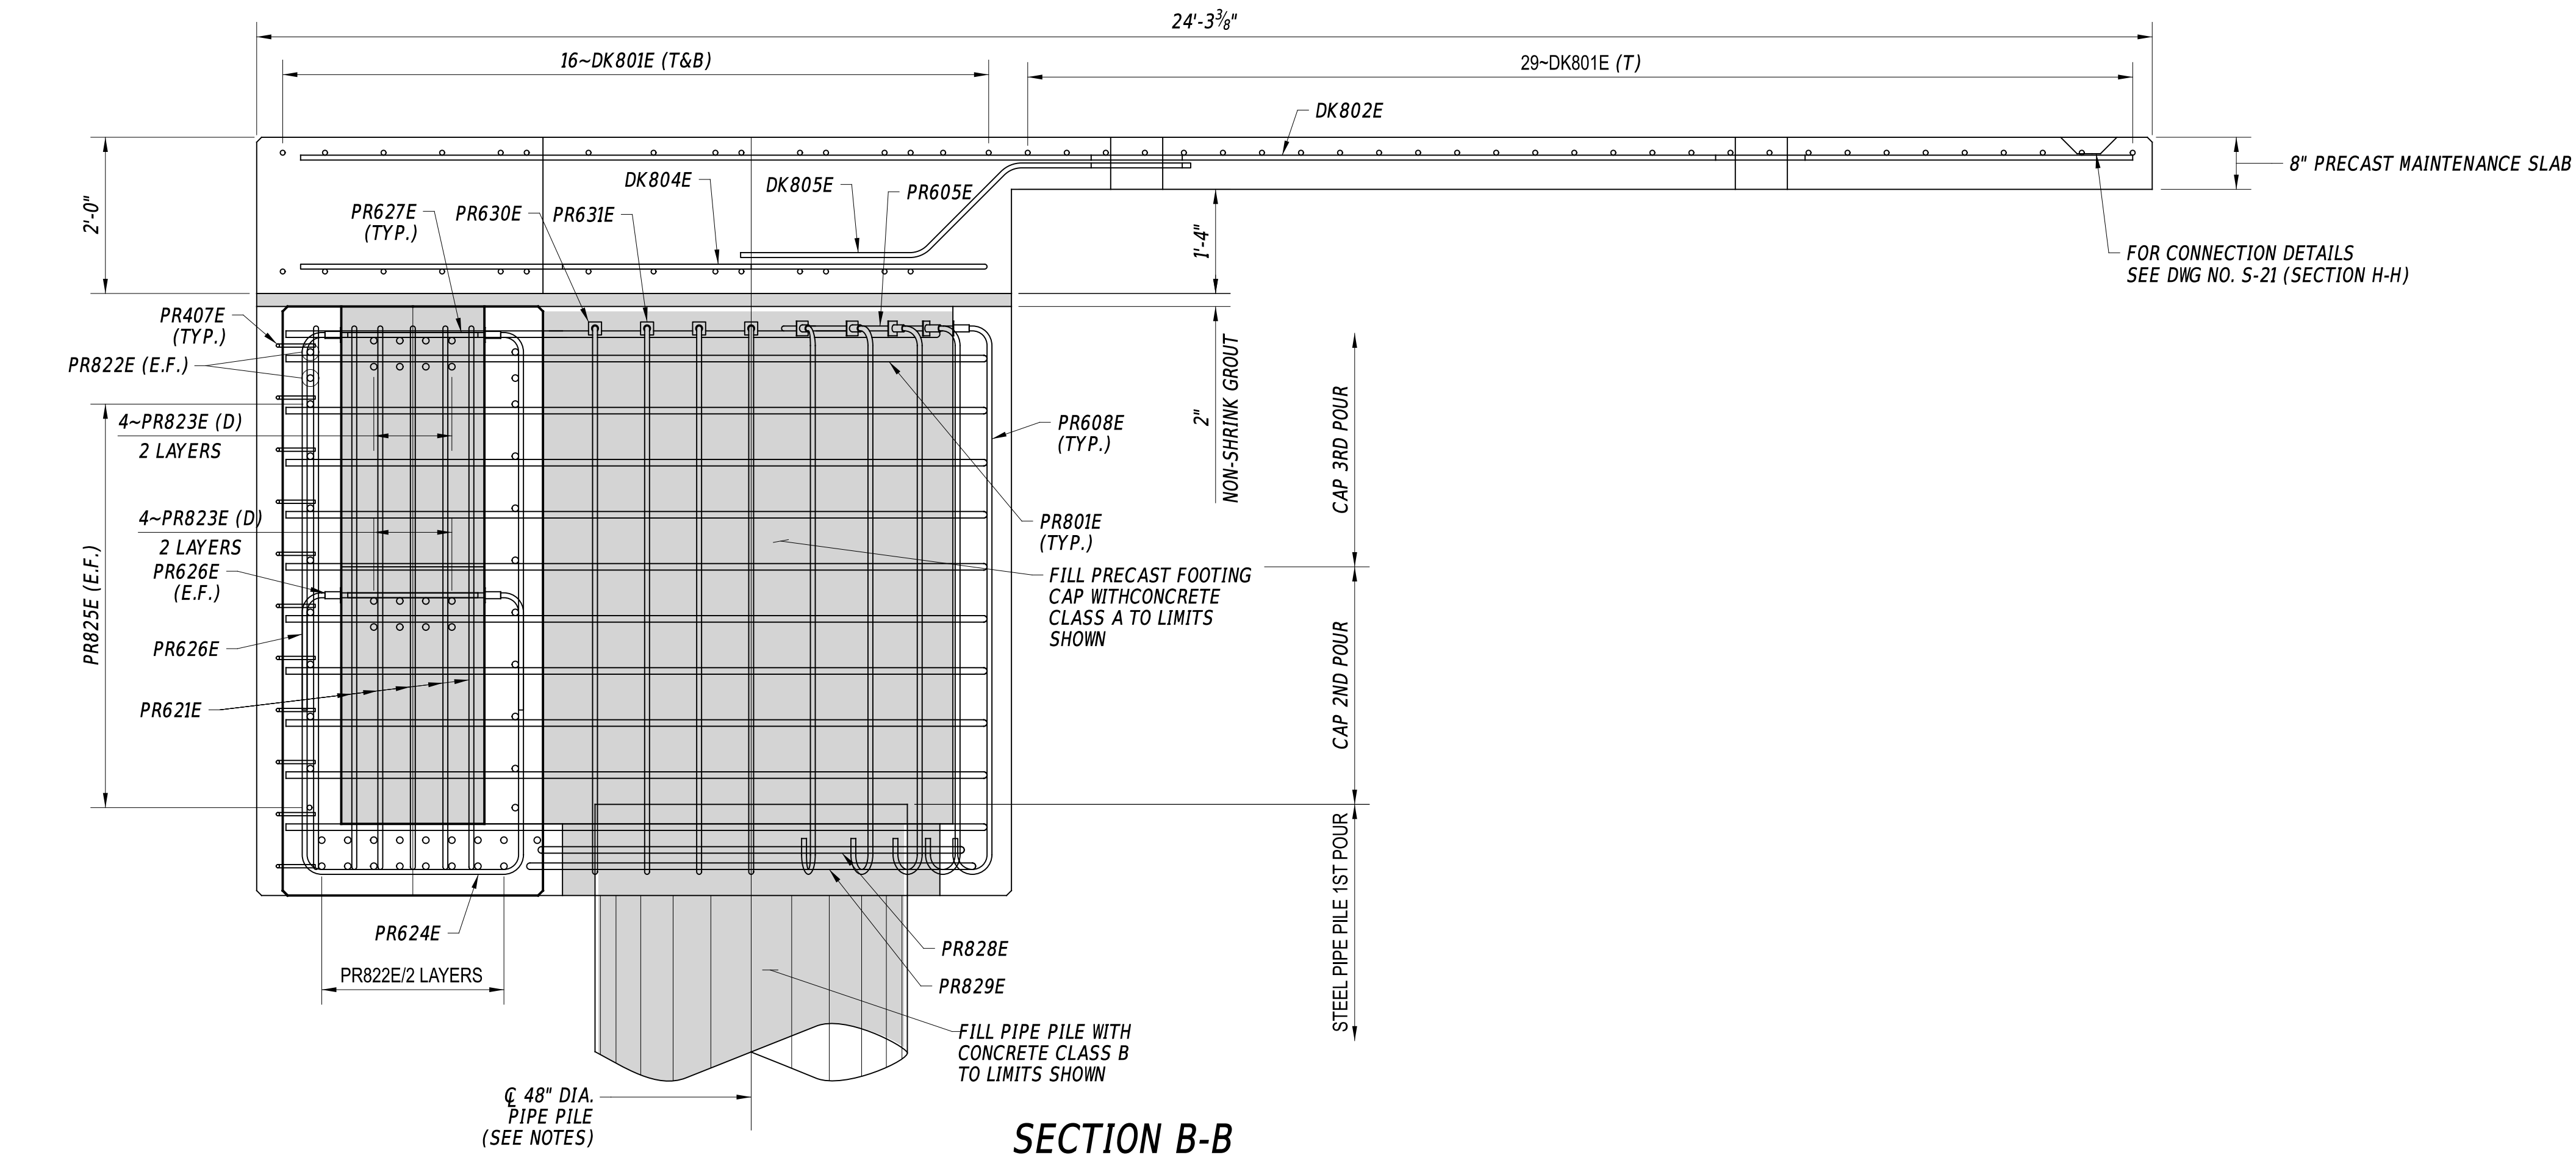 24'-3⅜"
16~DK801E (T&B)
29~DK801E (T)
DK802E
2'-0"
DK804E
DK805E
PR605E
8" PRECAST MAINTENANCE SLAB
PR627E
(TYP.)
PR630E
PR631E
1'-4"
FOR CONNECTION DETAILS
SEE DWG NO. S-21 (SECTION H-H)
PR407E
(TYP.)
PR822E (E.F.)
4~PR823E (D)
2 LAYERS
2"
NON-SHRINK GROUT
PR608E
(TYP.)
CAP 3RD POUR
4~PR823E (D)
2 LAYERS
PR801E
(TYP.)
PR825E (E.F.)
PR626E
(E.F.)
FILL PRECAST FOOTING
CAP WITHCONCRETE
CLASS A TO LIMITS
SHOWN
PR626E
CAP 2ND POUR
PR621E
STEEL PIPE PILE 1ST POUR
PR624E
PR828E
PR822E/2 LAYERS
PR829E
FILL PIPE PILE WITH
CONCRETE CLASS B
TO LIMITS SHOWN
℄ 48" DIA.
PIPE PILE
(SEE NOTES)
SECTION B-B